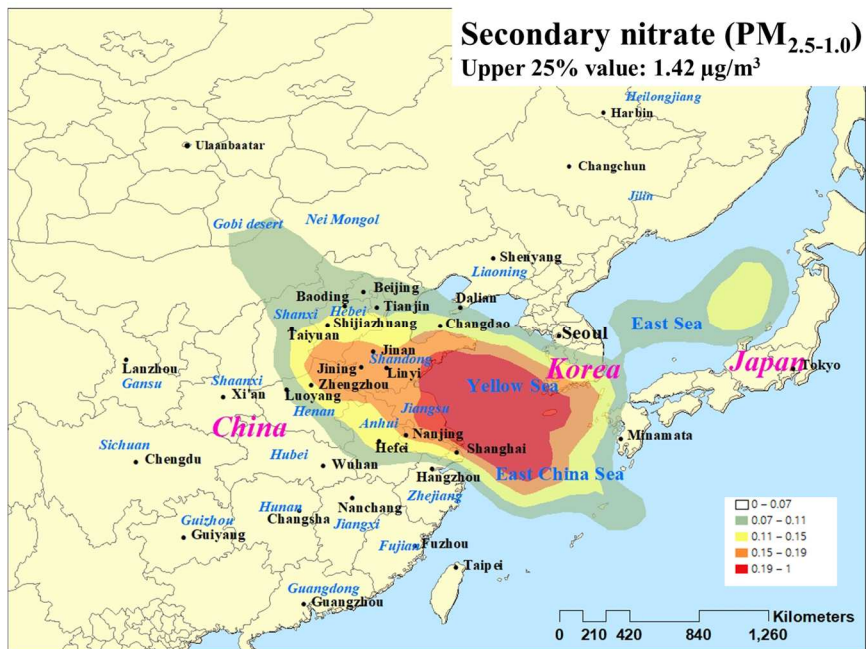 Secondary nitrate (PM2.5-1.0)
Upper 25% value: 1.42 μg/m³
Heilongjiang
Harbin
Ulaanbaatar
Changchun
Jilin
Gobi desert
Nei Mongol
Shenyang
Liaoning
Beijing
Baoding
Tianjin
Dalian
Hebei
Shanxi
Shijiazhuang
Changdao
East Sea
Taiyuan
Seoul
Jinan
Shandong
Lanzhou
Jining
Linyi
Korea
Japan
Tokyo
Gansu
Shaanxi
Zhengzhou
Yellow Sea
Xi'an
Luoyang
Henan
Jiangsu
China
Anhui
Nanjing
Minamata
Sichuan
Hefei
Shanghai
Chengdu
Hubei
Wuhan
Hangzhou
East China Sea
Zhejiang
Nanchang
Hunan
Changsha
Jiangxi
Guizhou
Guiyang
Fujian
Fuzhou
Taipei
Guangdong
Guangzhou
0 – 0.07
0.07 – 0.11
0.11 – 0.15
0.15 – 0.19
0.19 – 1
Kilometers
0 210 420 840 1,260